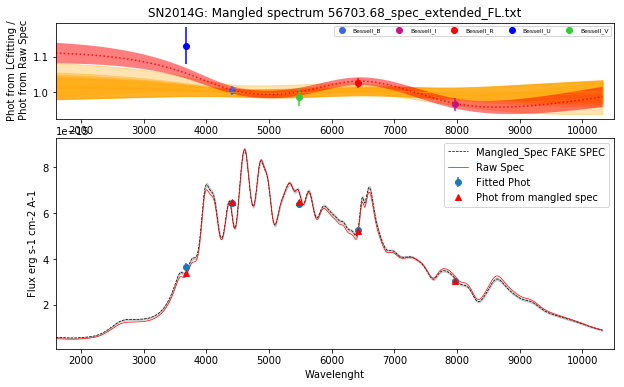 SN2014G: Mangled spectrum 56703.68_spec_extended_FL.txt
Phot from LCfitting /
Phot from Raw Spec
Bessell_B Bessell_I Bessell_R Bessell_U Bessell_V
1.1
1.0
2000 3000 4000 5000 6000 7000 8000 9000 10000
Flux erg s-1 cm-2 A-1
8
6
4
2
Mangled_Spec FAKE SPEC
Raw Spec
Fitted Phot
Phot from mangled spec
2000 3000 4000 5000 6000 7000 8000 9000 10000
Wavelenght